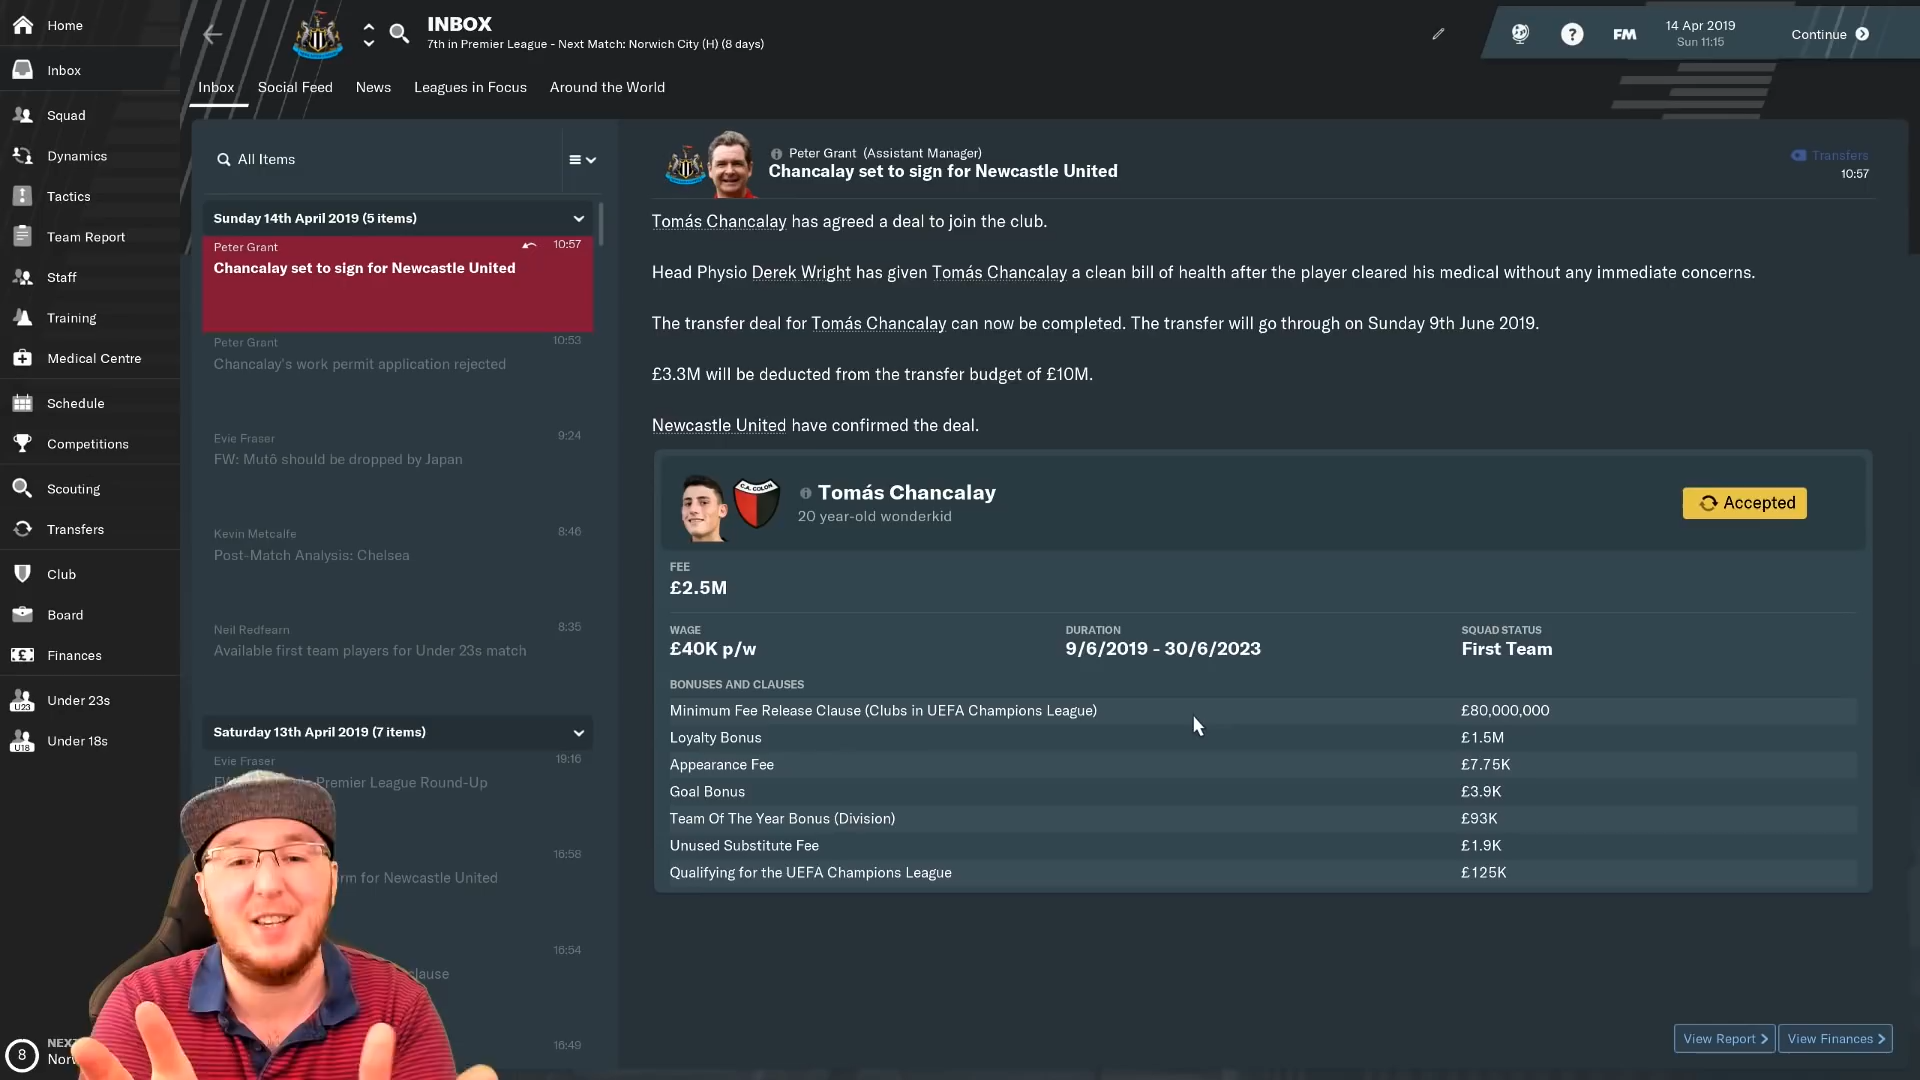 Home
Inbox
Squad
Dynamics
Tactics
Team Report
Staff
Training
Medical Centre
Schedule
Competitions
Scouting
Transfers
Club
Board
Finances
U23
Under 23s
U18
Under 18s
8
INBOX
7th in Premier League - Next Match: Norwich City (H) (8 days)
?
FM
14 Apr 2019
Sun 11:15
Continue
Inbox
Social Feed
News
Leagues in Focus
Around the World
All Items
Sunday 14th April 2019 (5 items)
Peter Grant
10:57
Chancalay set to sign for Newcastle United
Peter Grant
10:53
Chancalay's work permit application rejected
Evie Fraser
9:24
FW: Mutō should be dropped by Japan
Kevin Metcalfe
8:46
Post-Match Analysis: Chelsea
Neil Redfearn
8:35
Available first team players for Under 23s match
Saturday 13th April 2019 (7 items)
Evie Fraser
19:16
Premier League Round-Up
16:58
for Newcastle United
16:54
clause
16:49
Peter Grant (Assistant Manager)
Chancalay set to sign for Newcastle United
Transfers
10:57
Tomás Chancalay has agreed a deal to join the club.
Head Physio Derek Wright has given Tomás Chancalay a clean bill of health after the player cleared his medical without any immediate concerns.
The transfer deal for Tomás Chancalay can now be completed. The transfer will go through on Sunday 9th June 2019.
£3.3M will be deducted from the transfer budget of £10M.
Newcastle United have confirmed the deal.
C.A. COLON
Tomás Chancalay
20 year-old wonderkid
Accepted
FEE
£2.5M
WAGE
£40K p/w
DURATION
9/6/2019 - 30/6/2023
SQUAD STATUS
First Team
BONUSES AND CLAUSES
Minimum Fee Release Clause (Clubs in UEFA Champions League)
£80,000,000
Loyalty Bonus
£1.5M
Appearance Fee
£7.75K
Goal Bonus
£3.9K
Team Of The Year Bonus (Division)
£93K
Unused Substitute Fee
£1.9K
Qualifying for the UEFA Champions League
£125K
View Report
View Finances